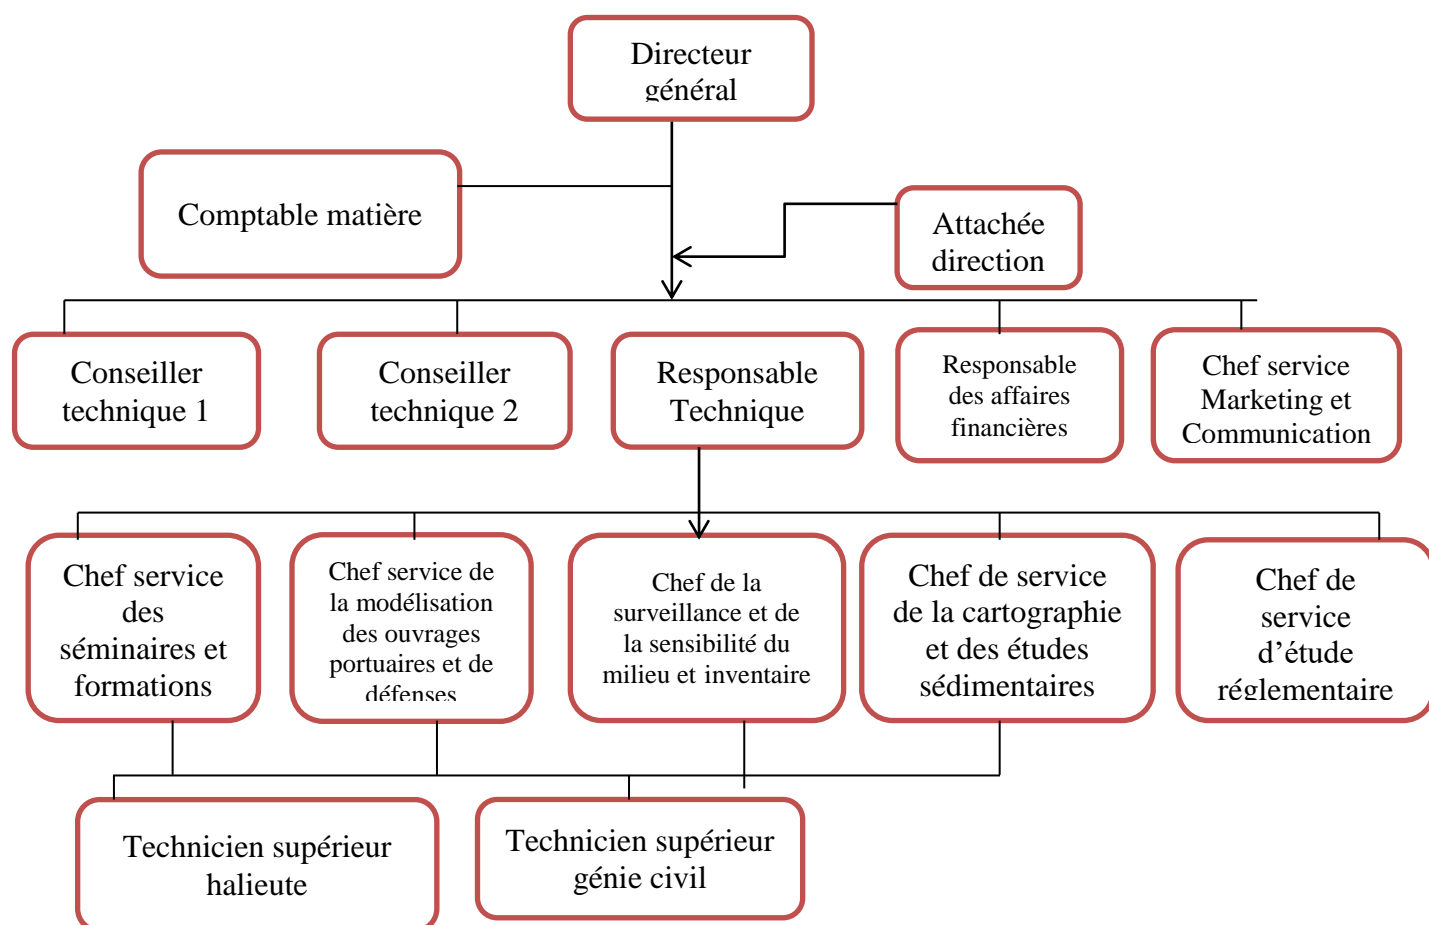 Directeur
général
Comptable matière
Attachée
direction
Conseiller
technique 1
Conseiller
technique 2
Responsable
Technique
Responsable
des affaires
financières
Chef service
Marketing et
Communication
Chef service
des
séminaires et
formations
Chef service de
la modélisation
des ouvrages
portuaires et de
défenses
Chef de la
surveillance et de
la sensibilité du
milieu et inventaire
Chef de service
de la cartographie
et des études
sédimentaires
Chef de
service
d’étude
réglementaire
Technicien supérieur
halieute
Technicien supérieur
génie civil